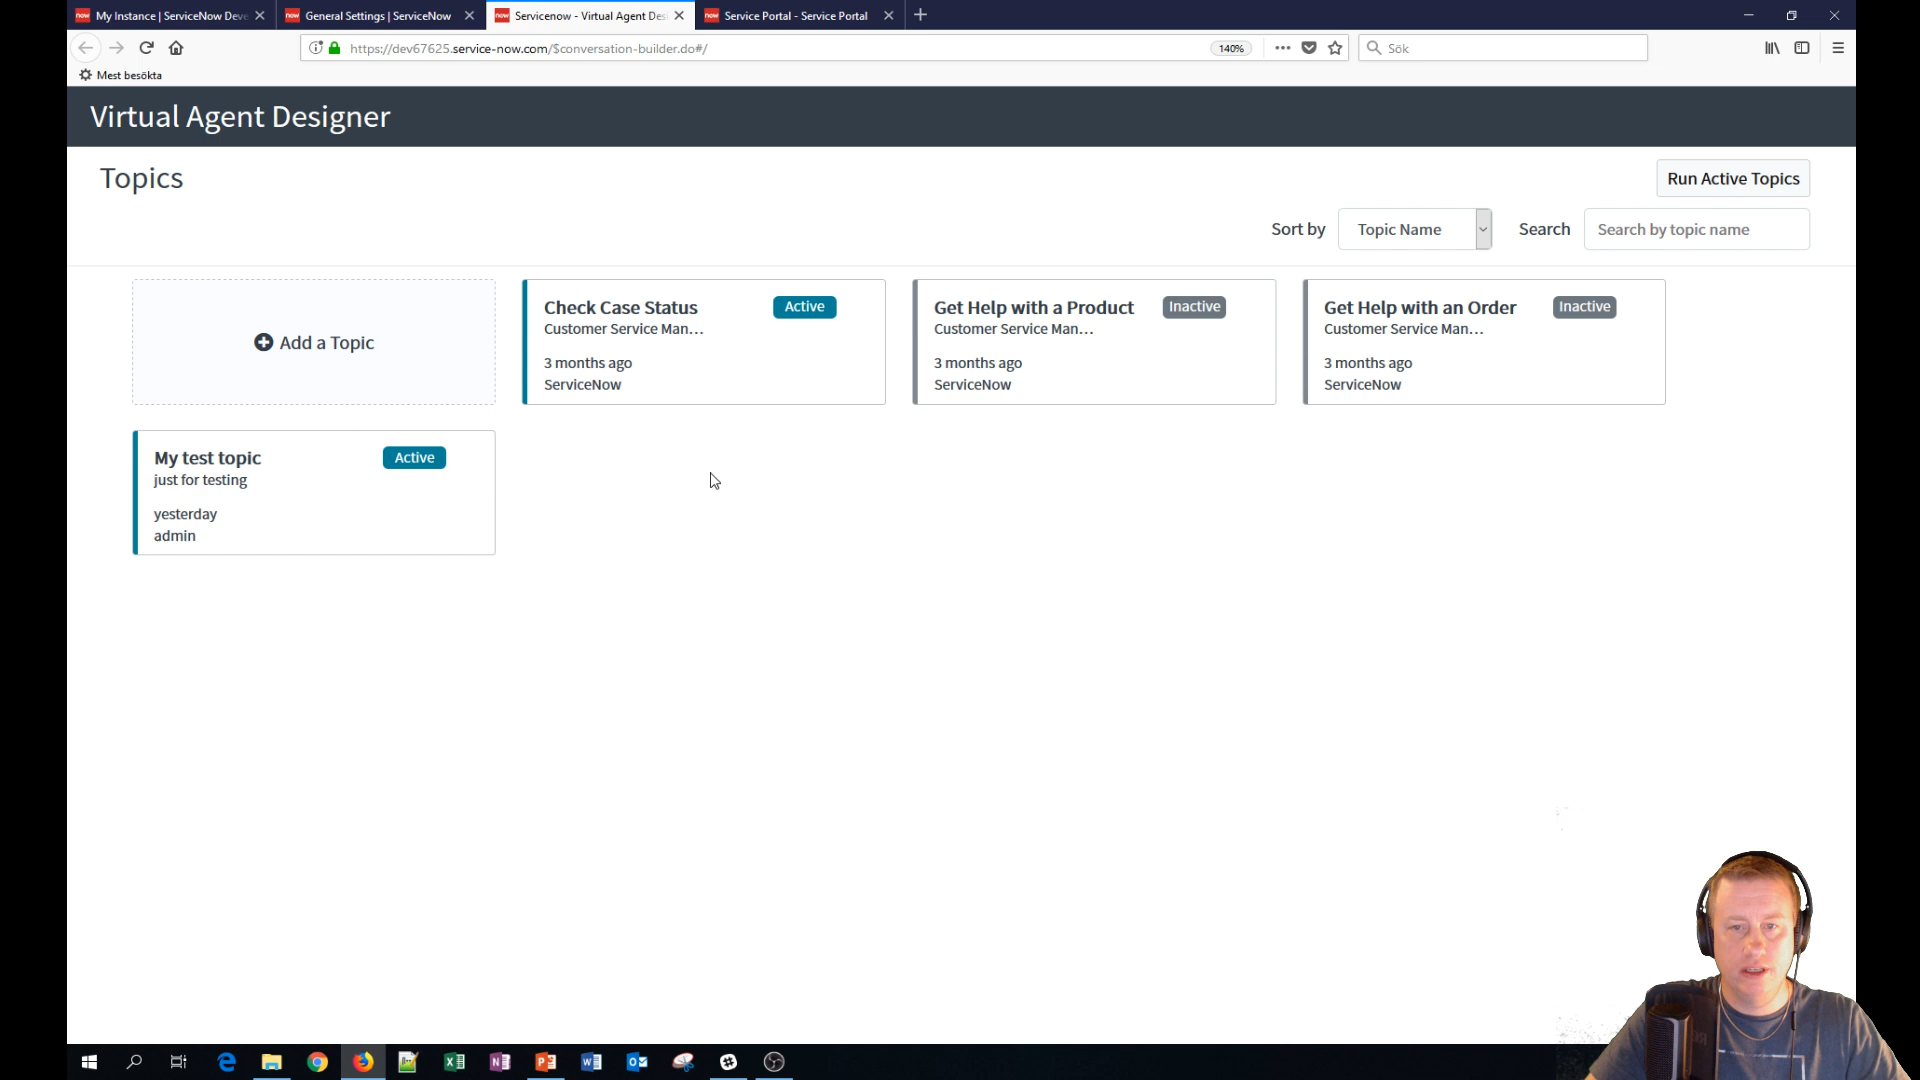 My Instance | ServiceNow Deve
General Settings | ServiceNow
Servicenow - Virtual Agent Des
Service Portal - Service Portal
https://dev67625.service-now.com/$conversation-builder.do#/
140%
Sök
Mest besökta
Virtual Agent Designer
Topics
Run Active Topics
Sort by
Topic Name
Search
Search by topic name
Add a Topic
Check Case Status
Active
Customer Service Man...
3 months ago
ServiceNow
Get Help with a Product
Inactive
Customer Service Man...
3 months ago
ServiceNow
Get Help with an Order
Inactive
Customer Service Man...
3 months ago
ServiceNow
My test topic
Active
just for testing
yesterday
admin